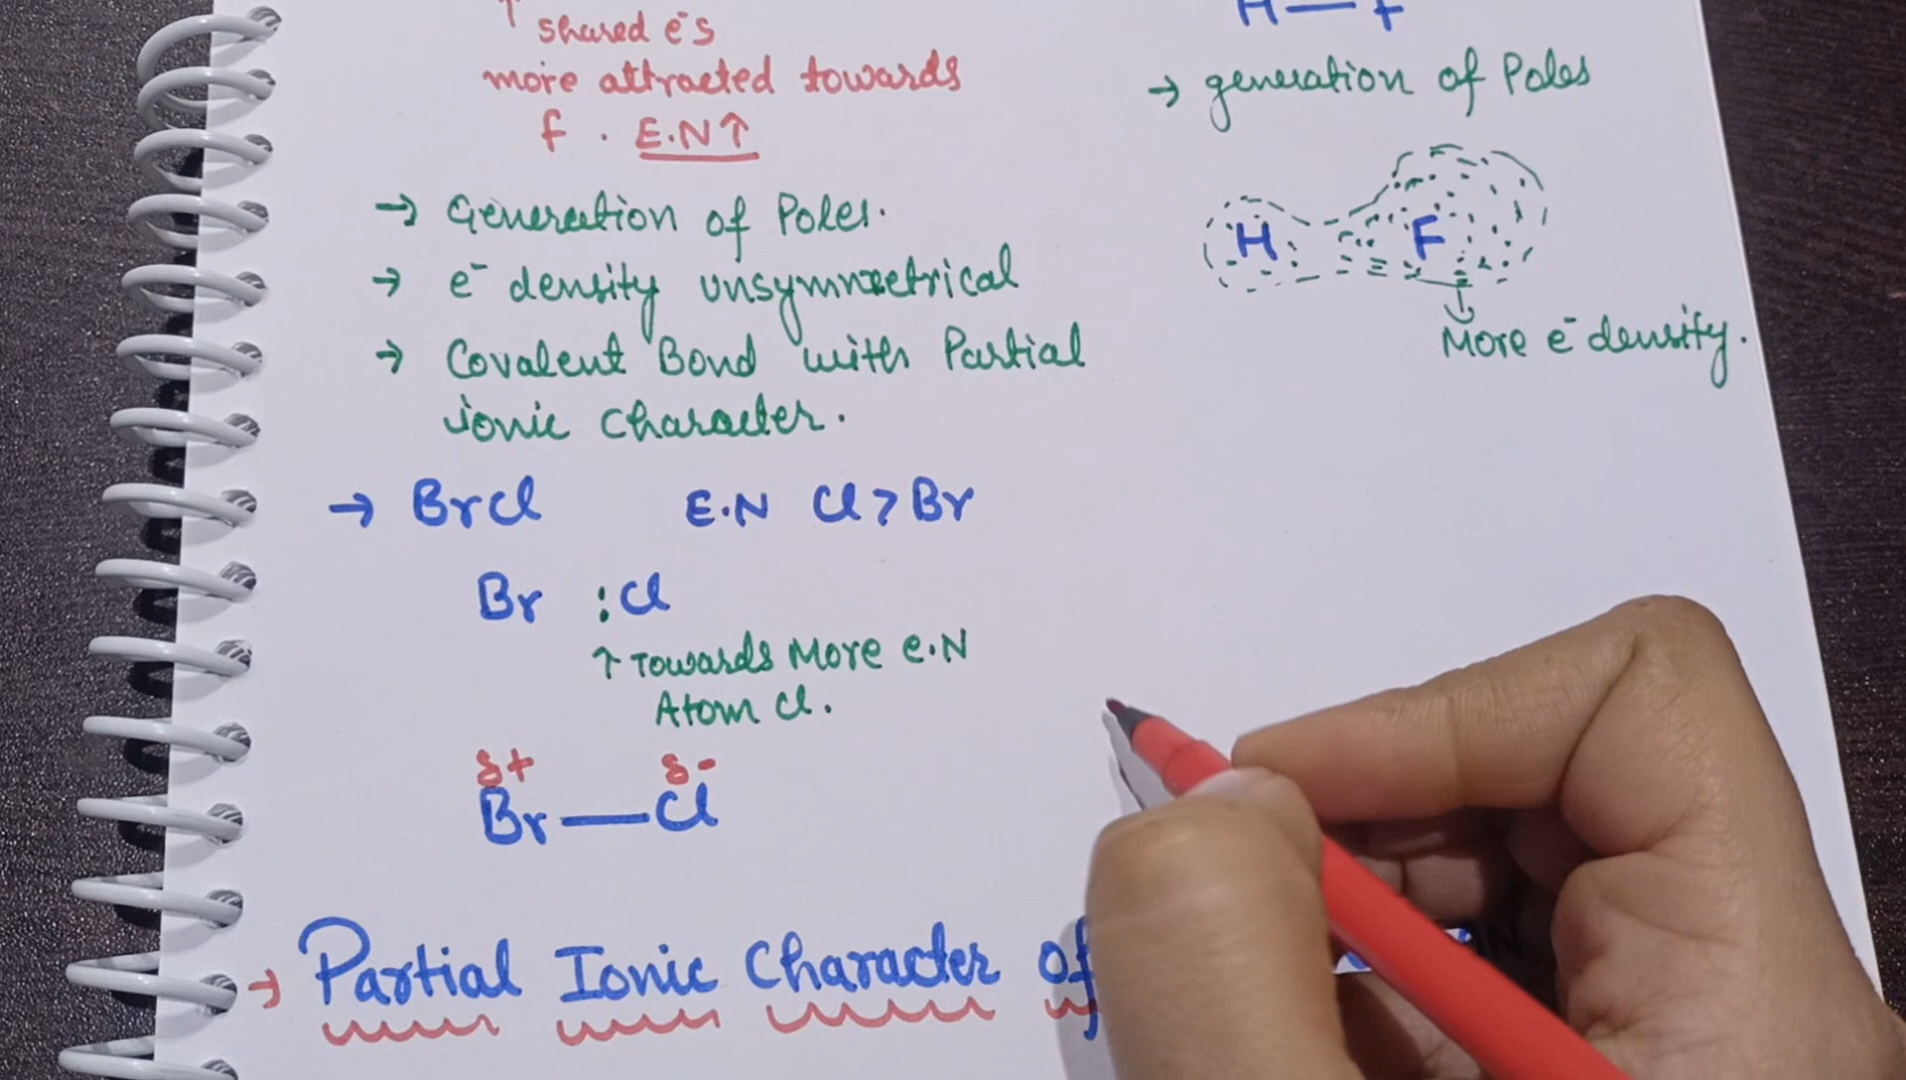 ↑ shared e⁻s
more attracted towards
F . E.N↑
→ Generation of Poles.
→ e⁻ density unsymmetrical
→ Covalent Bond with Partial
ionic character.
H — F
→ generation of Poles
H F
More e⁻ density.
→ BrCl E.N Cl > Br
Br :Cl
↑ Towards More e.N
Atom Cl.
δ+ δ-
Br — Cl
→ Partial Ionic Character of